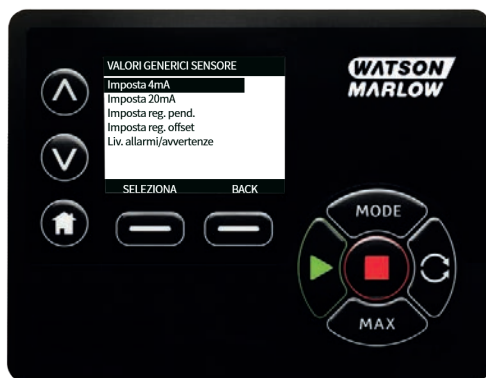 VALORI GENERICI SENSORE
Imposta 4mA
Imposta 20mA
Imposta reg. pend.
Imposta reg. offset
Liv. allarmi/avvertenze
SELEZIONA BACK
WATSON
MARLOW
MODE
MAX